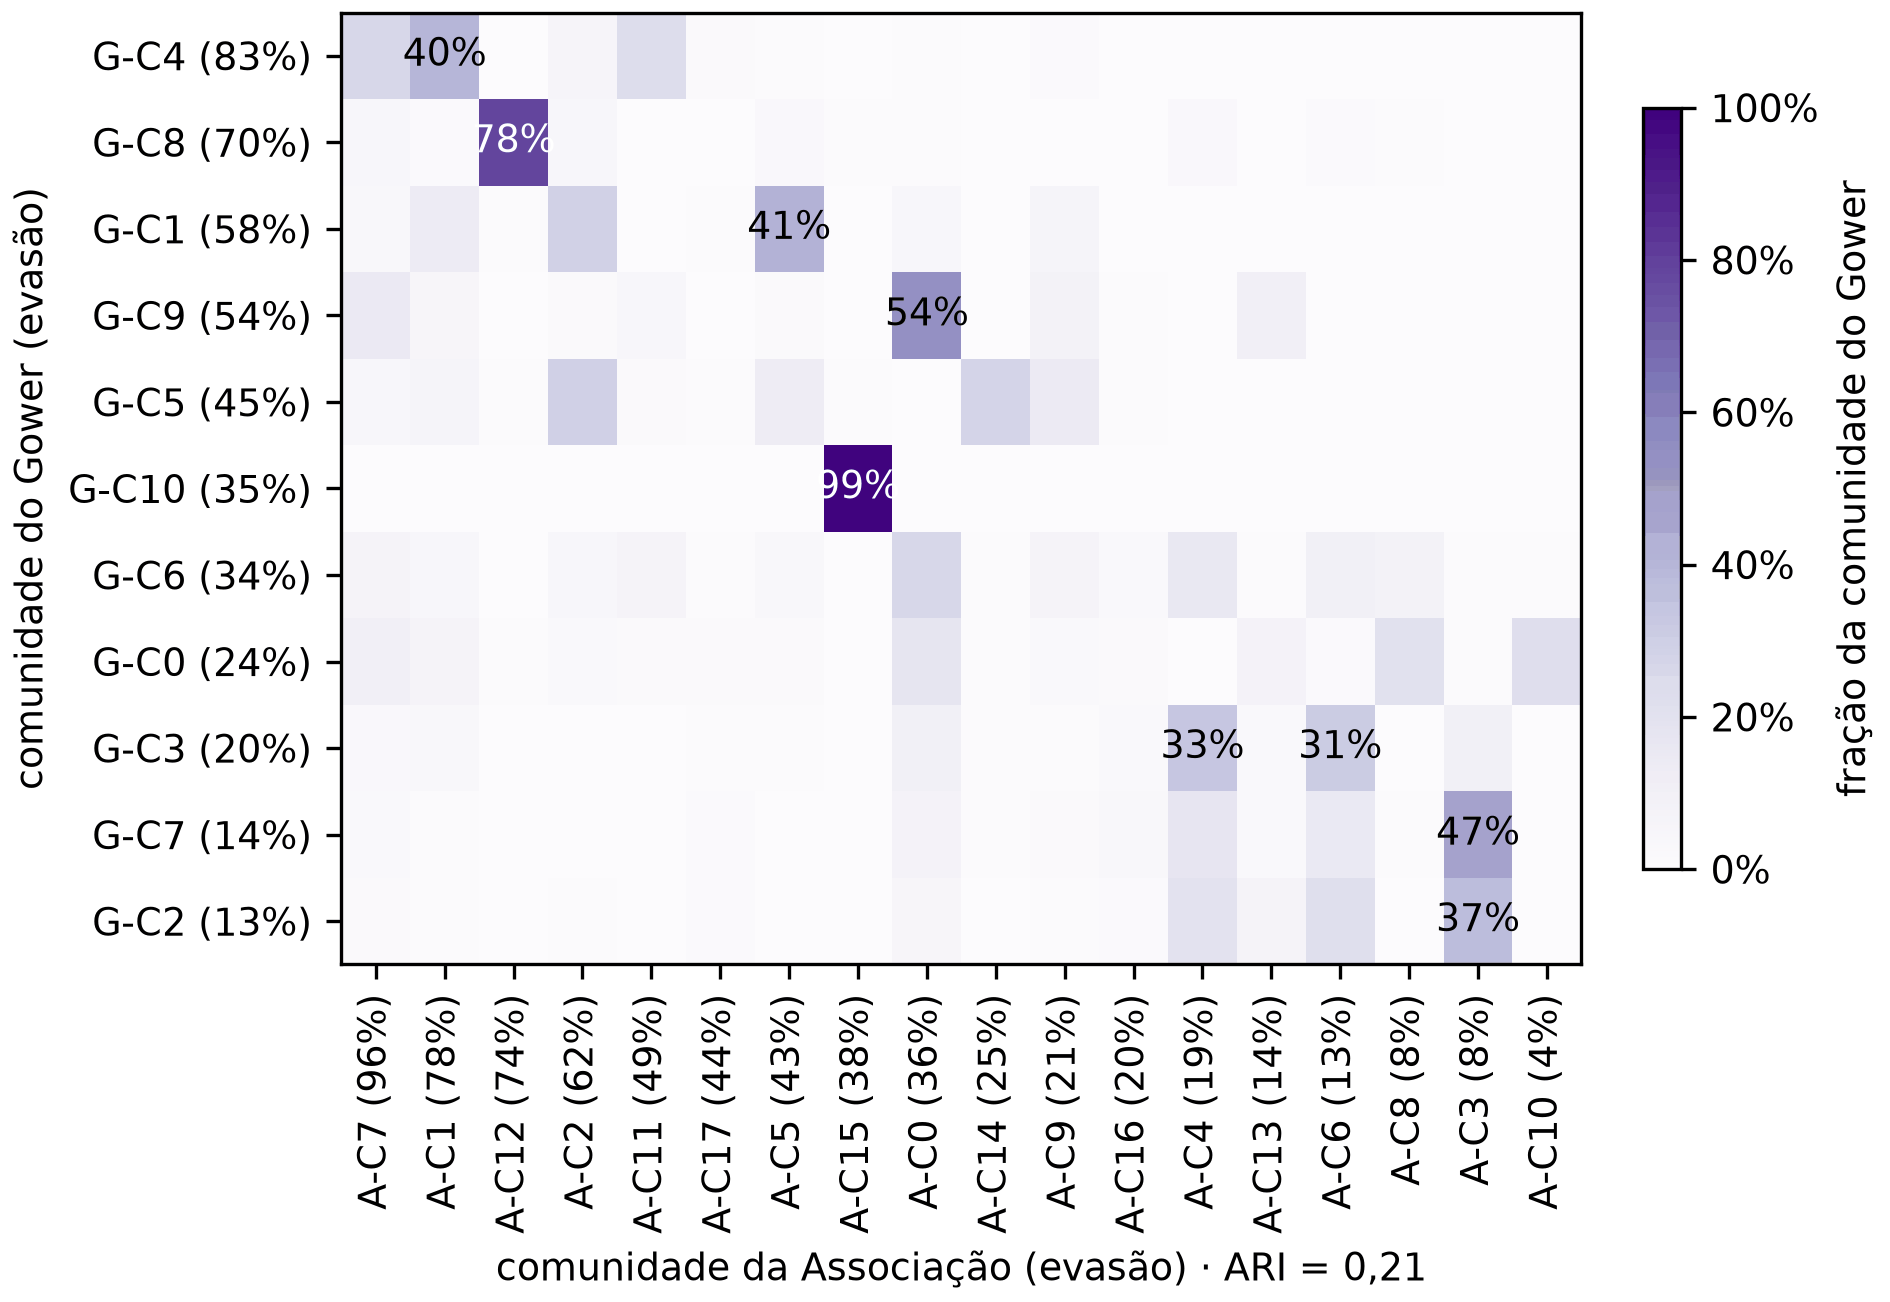 comunidade do Gower (evasão)
G-C4 (83%)
G-C8 (70%)
G-C1 (58%)
G-C9 (54%)
G-C5 (45%)
G-C10 (35%)
G-C6 (34%)
G-C0 (24%)
G-C3 (20%)
G-C7 (14%)
G-C2 (13%)
40%
78%
41%
54%
99%
33% 31%
47%
37%
A-C7 (96%)
A-C1 (78%)
A-C12 (74%)
A-C2 (62%)
A-C11 (49%)
A-C17 (44%)
A-C5 (43%)
A-C15 (38%)
A-C0 (36%)
A-C14 (25%)
A-C9 (21%)
A-C16 (20%)
A-C4 (19%)
A-C13 (14%)
A-C6 (13%)
A-C8 (8%)
A-C3 (8%)
A-C10 (4%)
comunidade da Associação (evasão) · ARI = 0,21
100%
80%
60%
40%
20%
0%
fração da comunidade do Gower